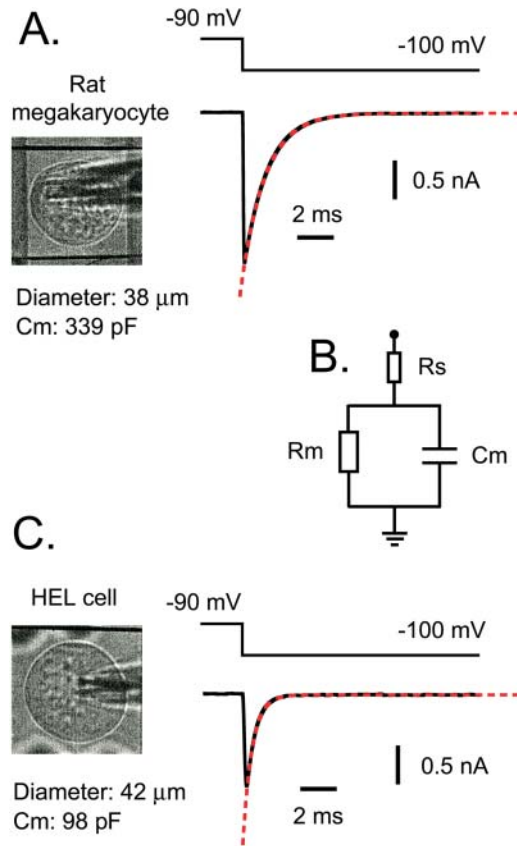 A.
-90 mV
-100 mV
Rat
megakaryocyte
0.5 nA
2 ms
Diameter: 38 μm
Cm: 339 pF
B.
Rs
Rm
Cm
C.
HEL cell
-90 mV
-100 mV
0.5 nA
2 ms
Diameter: 42 μm
Cm: 98 pF